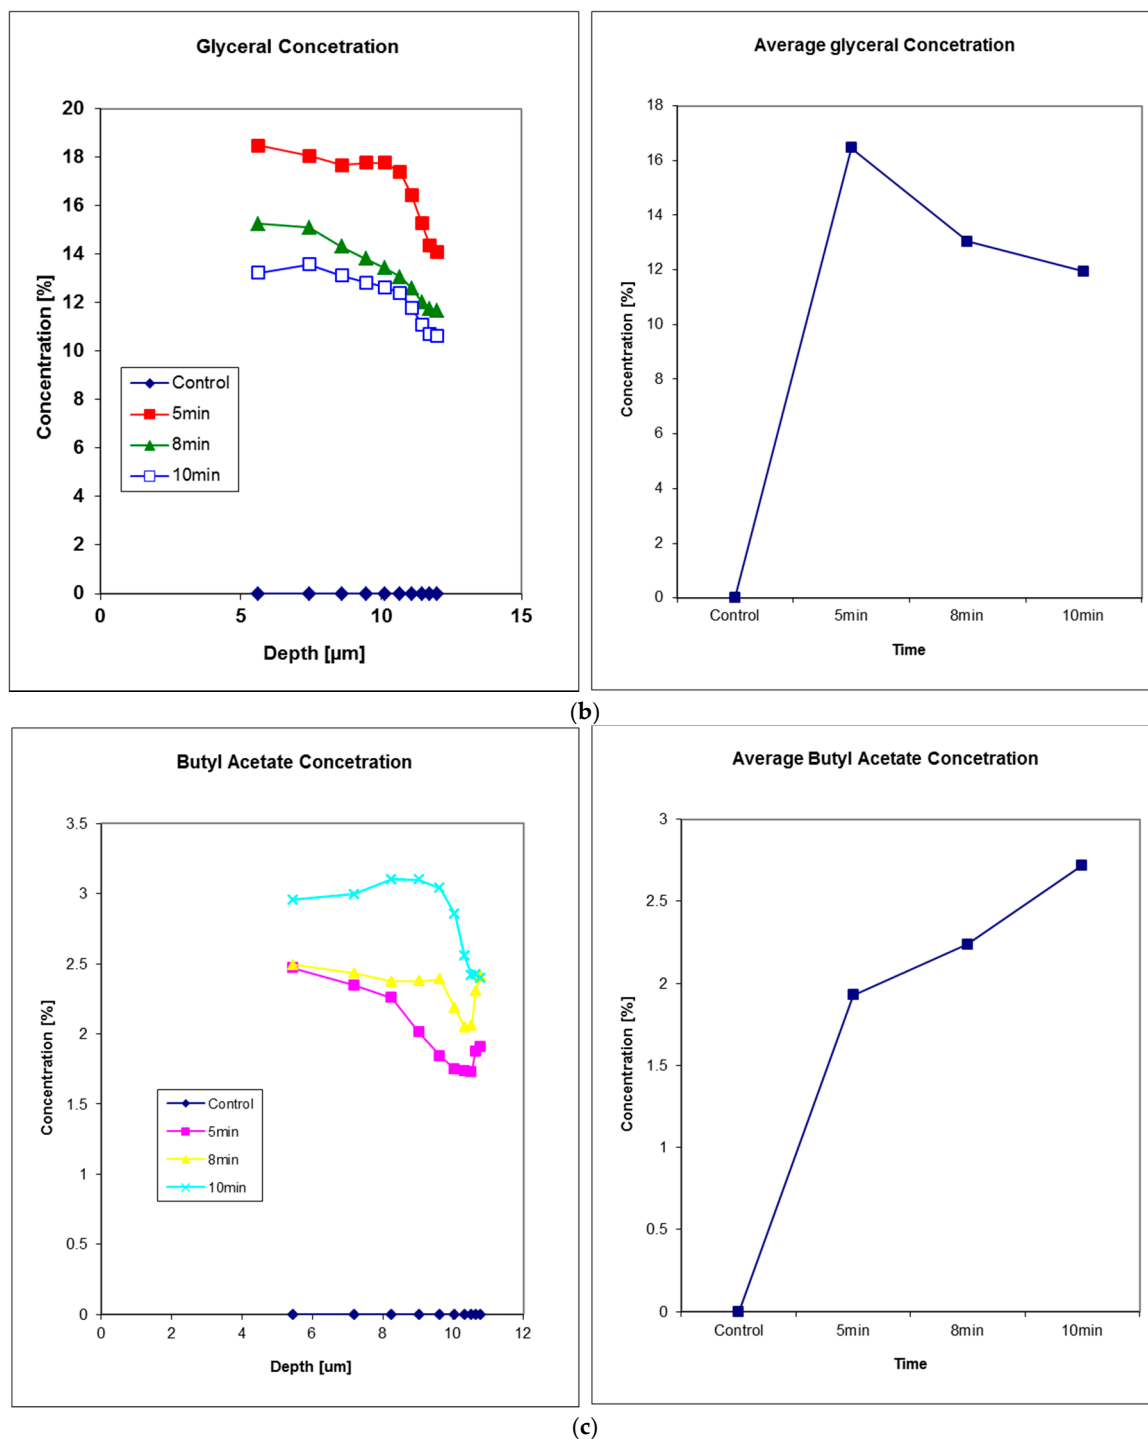 Glyceral Concetration
20
18
16
14
12
10
8
6
4
2
0
Concentration [%]
Control
5min
8min
10min
0 5 10 15
Depth [µm]
Average glyceral Concetration
18
16
14
12
10
8
6
4
2
0
Concentration [%]
Control 5min 8min 10min
Time
(b)
Butyl Acetate Concetration
3.5
3
2.5
2
1.5
1
0.5
0
Concentration [%]
Control
5min
8min
10min
0 2 4 6 8 10 12
Depth [um]
Average Butyl Acetate Concetration
3
2.5
2
1.5
1
0.5
0
Concentration [%]
Control 5min 8min 10min
Time
(c)